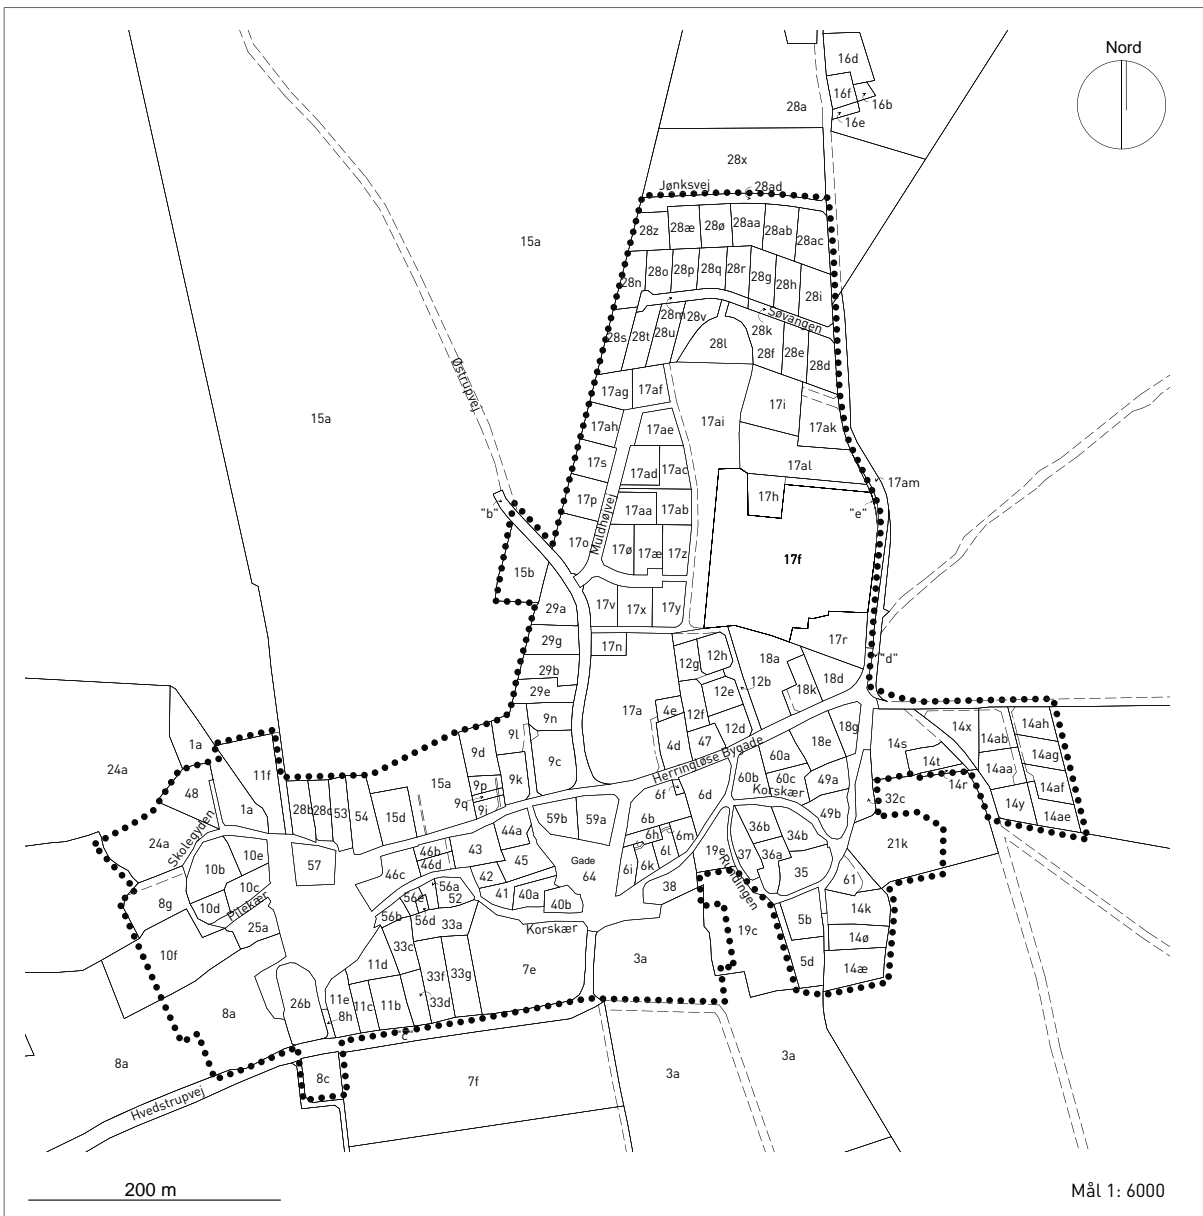 Nord
16d
16f
16b
28a
16e
28x
Jønksvej
28ad
28z
28æ
28ø
28aa
28ab
28ac
15a
28n
28o
28p
28q
28r
28g
28h
28i
28m
28v
Søvangen
28s
28t
28u
28k
28l
28f
28e
28d
Østrupvej
17ag
17af
17i
15a
17ah
17ae
17ai
17ak
17s
17ad
17ac
17al
17am
17p
17h
"b"
17aa
17ab
"e"
Muldhøjvej
17o
17ø
17æ
17z
17f
15b
29a
17v
17x
17y
29g
17n
17r
12g
12h
18a
"d"
29b
12b
18d
29e
12e
18k
9n
17a
4e
12f
1a
9l
12d
18g
14x
14ah
24a
11f
9d
9c
4d
47
Herringløse Bygade
18e
14s
14ab
14ag
60a
9k
60b
60c
49a
14t
14aa
48
1a
28b
28c
53
54
15a
9p
6f
6d
Korskær
14r
14af
9q
9i
32c
14y
15d
59b
59a
6b
49b
14ae
24a
Skolegyden
44a
6h
6m
36b
34b
21k
10b
10e
57
46b
43
45
Gade
64
6i
6k
6l
19e
37
36a
46d
35
46c
42
Rundingen
61
10c
56a
8g
10d
Pilekær
56e
52
41
40a
40b
38
56b
56d
5b
14k
25a
33a
Korskær
19c
10f
33c
14ø
11d
33f
33g
7e
3a
5d
14æ
26b
11e
11c
11b
33d
8a
8h
8a
8c
7f
3a
3a
Hvedstrupvej
200 m
Mål 1: 6000